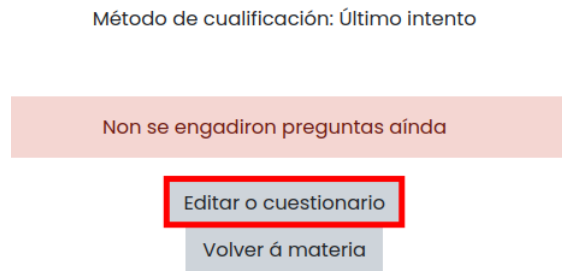 Método de cualificación: Último intento
Non se engadiron preguntas aínda
Editar o cuestionario
Volver á materia